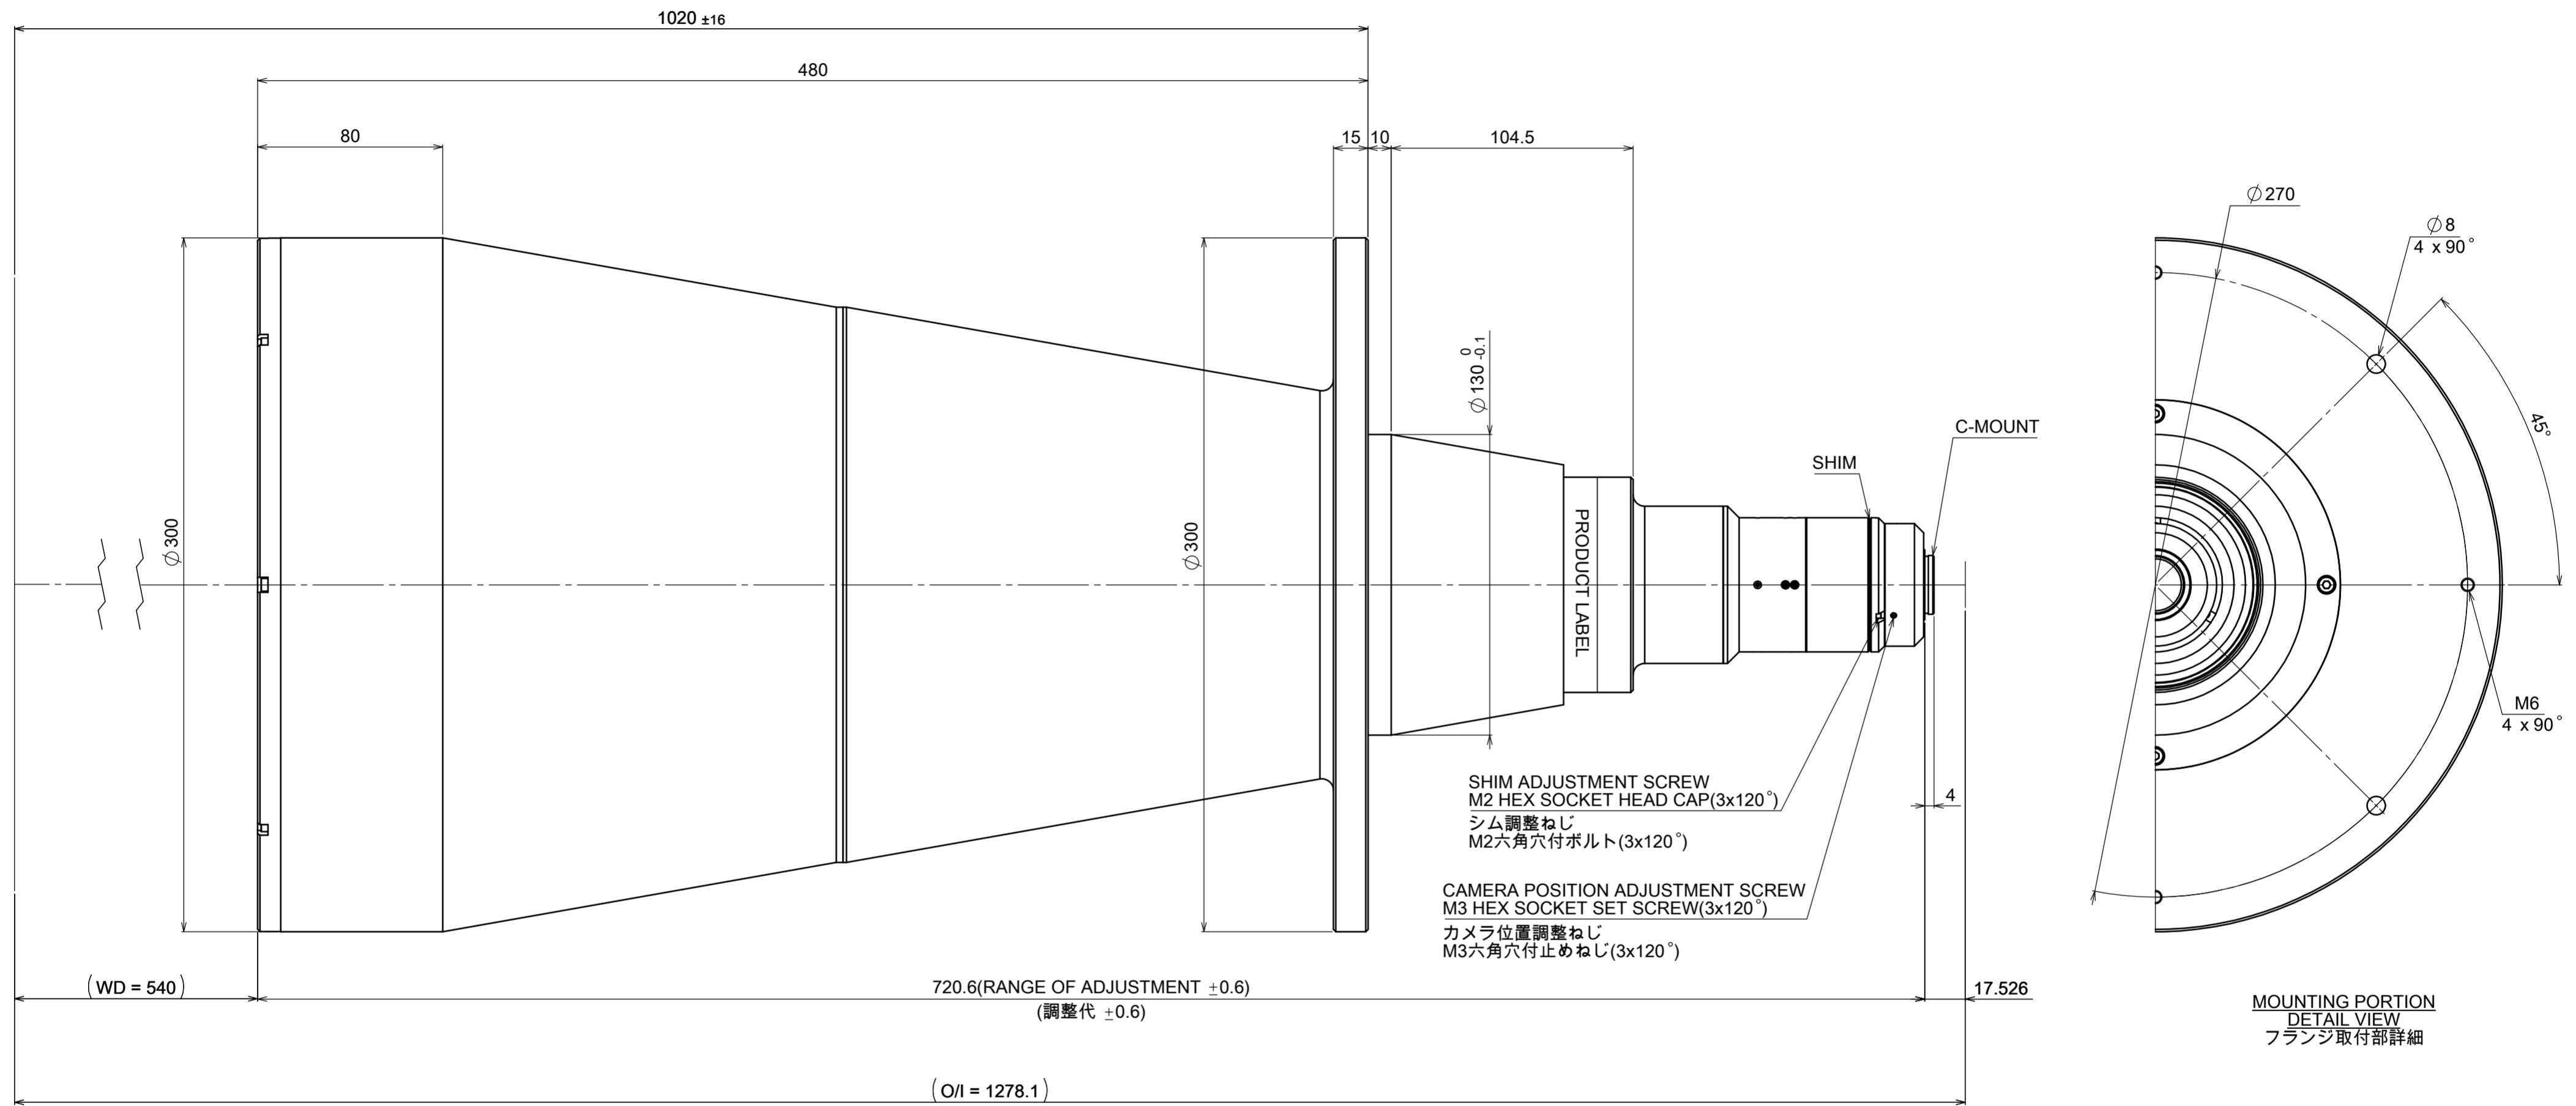 1020 ±16
480
80
15
10
104.5
⌀270
⌀8
4 x 90°
45°
⌀130 0 -0.1
C-MOUNT
SHIM
⌀300
⌀300
PRODUCT LABEL
M6
4 x 90°
SHIM ADJUSTMENT SCREW
M2 HEX SOCKET HEAD CAP(3x120°)
シム調整ねじ
M2六角穴付ボルト(3x120°)
4
CAMERA POSITION ADJUSTMENT SCREW
M3 HEX SOCKET SET SCREW(3x120°)
カメラ位置調整ねじ
M3六角穴付止めねじ(3x120°)
(WD = 540)
720.6(RANGE OF ADJUSTMENT ±0.6)
(調整代 ±0.6)
17.526
MOUNTING PORTION
DETAIL VIEW
フランジ取付部詳細
(O/I = 1278.1)